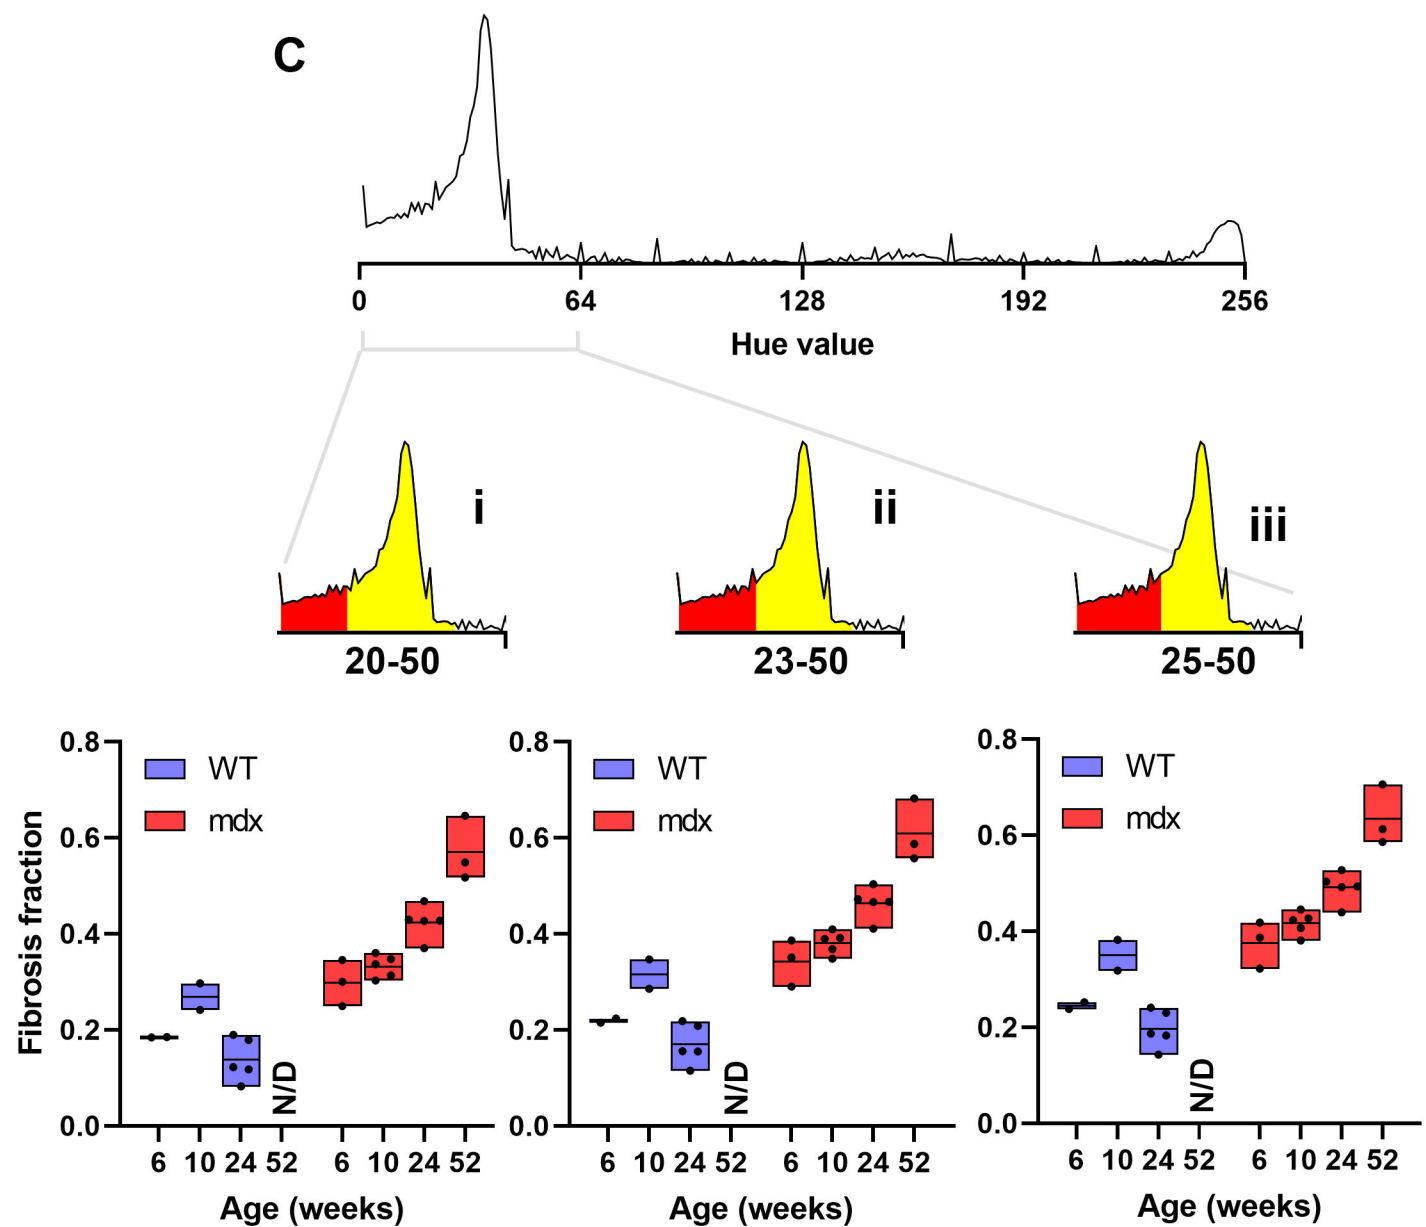 C
0 64 128 192 256
Hue value
i ii iii
20-50 23-50 25-50
0.8 0.8 0.8
WT WT WT
mdx mdx mdx
0.6 0.6 0.6
0.4 0.4 0.4
0.2 0.2 0.2
0.0 0.0 0.0
Fibrosis fraction
N/D N/D N/D
6 10 24 52 6 10 24 52 6 10 24 52 6 10 24 52 6 10 24 52 6 10 24 52
Age (weeks) Age (weeks) Age (weeks)